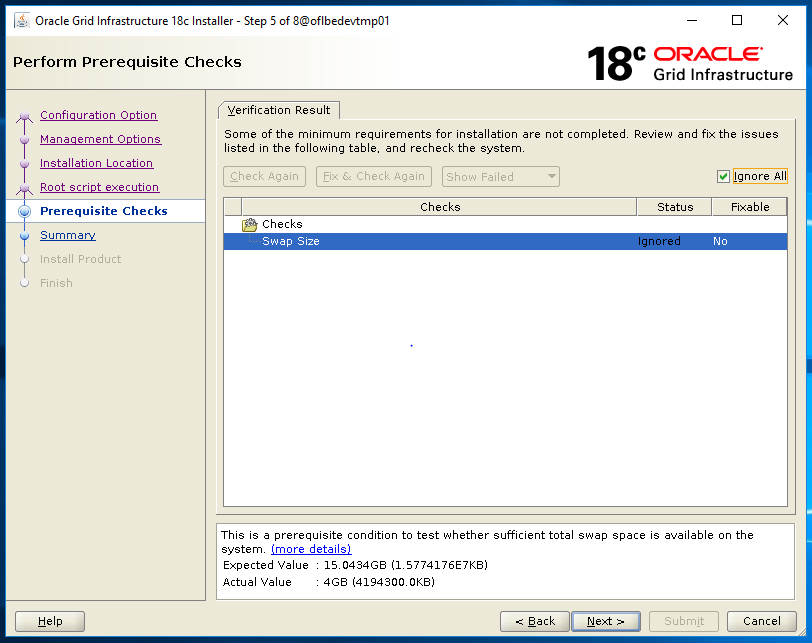 Oracle Grid Infrastructure 18c Installer - Step 5 of 8@oflbedevtmp01
Perform Prerequisite Checks
18c ORACLE
Grid Infrastructure
Configuration Option
Management Options
Installation Location
Root script execution
Prerequisite Checks
Summary
Install Product
Finish
Verification Result
Some of the minimum requirements for installation are not completed. Review and fix the issues
listed in the following table, and recheck the system.
Check Again Fix & Check Again Show Failed Ignore All
Checks Status Fixable
Checks
Swap Size Ignored No
This is a prerequisite condition to test whether sufficient total swap space is available on the
system. (more details)
Expected Value : 15.0434GB (1.5774176E7KB)
Actual Value : 4GB (4194300.0KB)
Help < Back Next > Submit Cancel